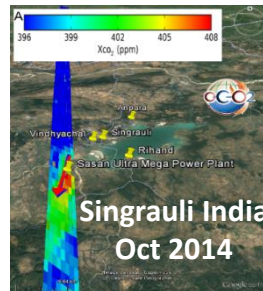 A
396 399 402 405 408
Xco₂ (ppm)
Anpara
OCO-2
Vindhyachal
Singrauli
Rihand
Sasan Ultra Mega Power Plant
Singrauli India
Oct 2014
Google earth